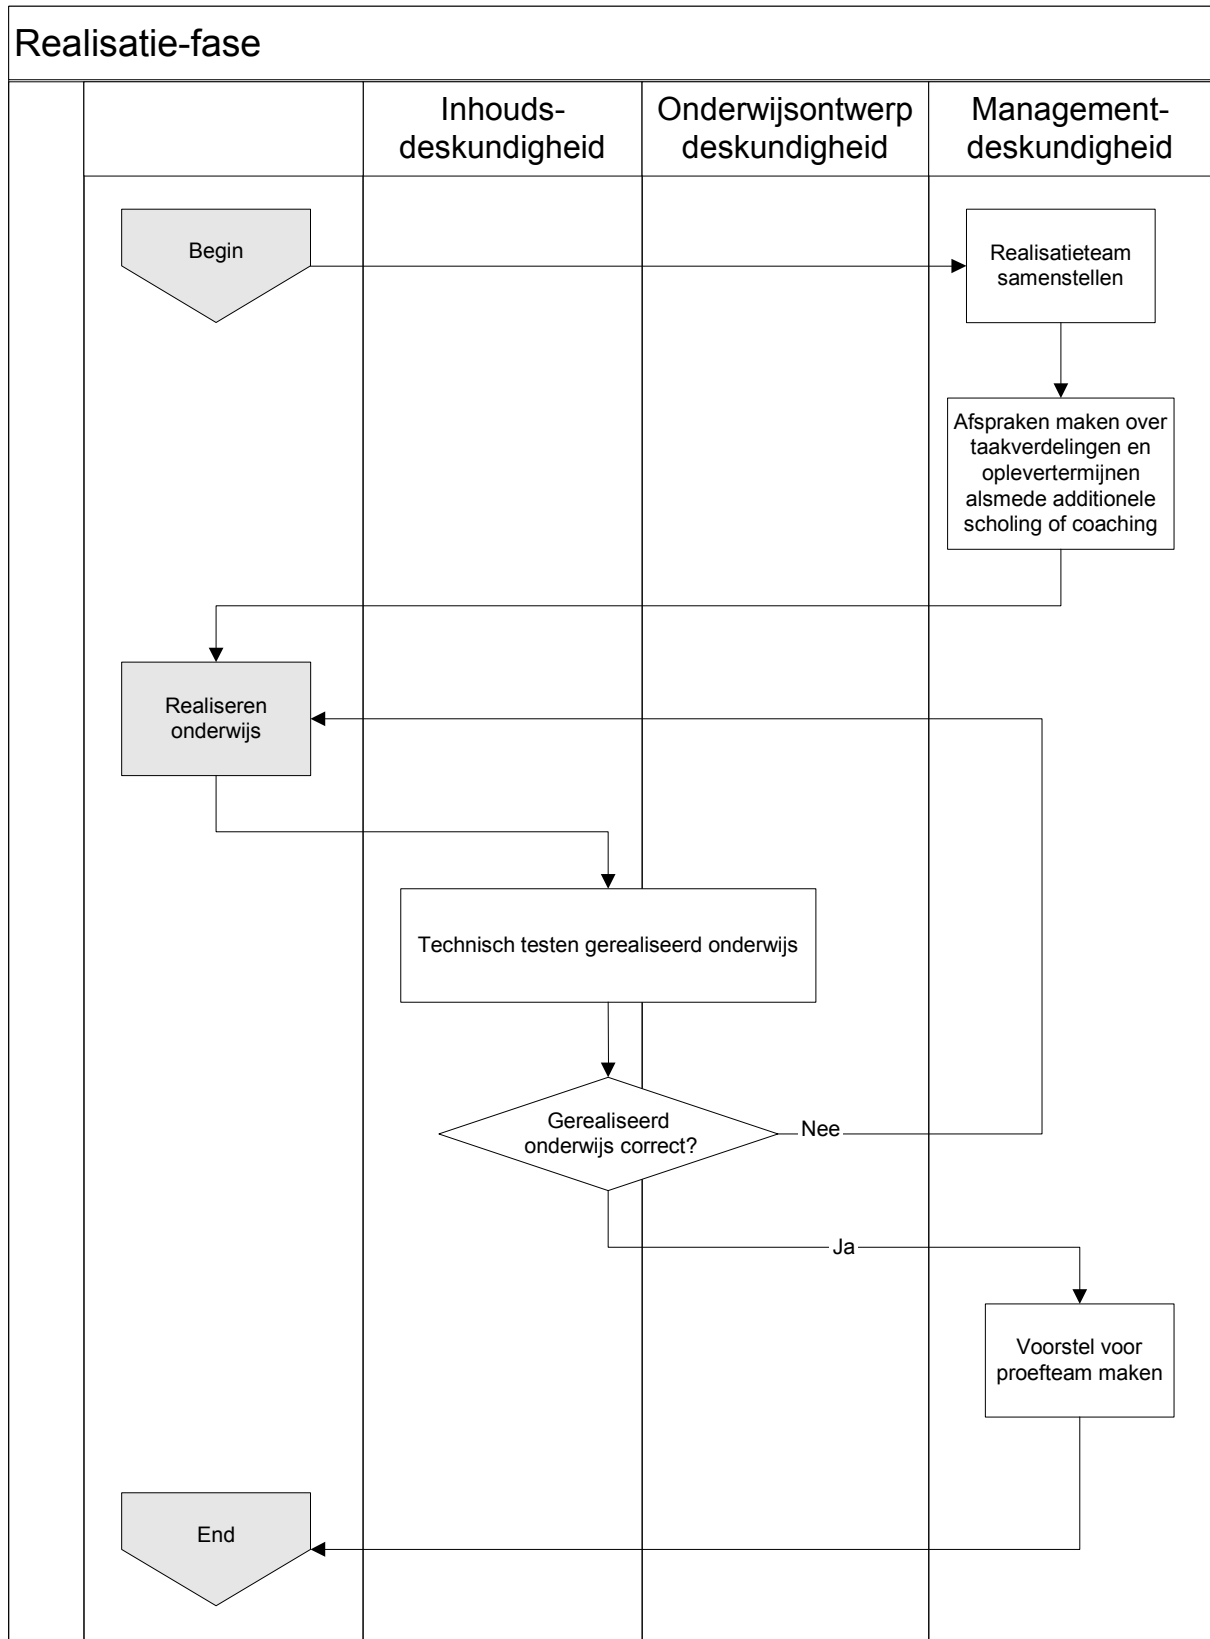 Realisatie-fase
Inhouds-
deskundigheid
Onderwijsontwerp
deskundigheid
Management-
deskundigheid
Begin
Realisatieteam
samenstellen
Afspraken maken over
taakverdelingen en
oplevertermijnen
alsmede additionele
scholing of coaching
Realiseren
onderwijs
Technisch testen gerealiseerd onderwijs
Gerealiseerd
onderwijs correct?
Nee
Ja
Voorstel voor
proefteam maken
End